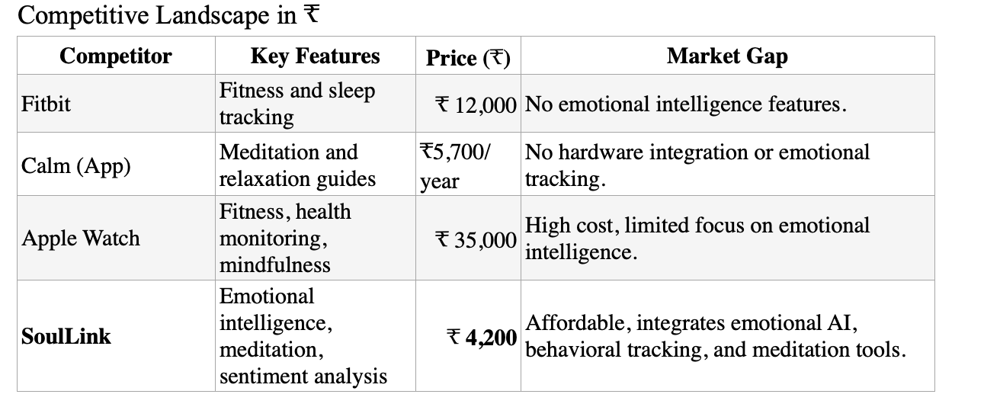 Competitive Landscape in ₹
Competitor Key Features Price (₹) Market Gap
Fitbit
Fitness and sleep
tracking
₹ 12,000
No emotional intelligence features.
Calm (App)
Meditation and
relaxation guides
₹5,700/
year
No hardware integration or emotional
tracking.
Apple Watch
Fitness, health
monitoring,
mindfulness
₹ 35,000
High cost, limited focus on emotional
intelligence.
SoulLink
Emotional
intelligence,
meditation,
sentiment analysis
₹ 4,200
Affordable, integrates emotional AI,
behavioral tracking, and meditation tools.